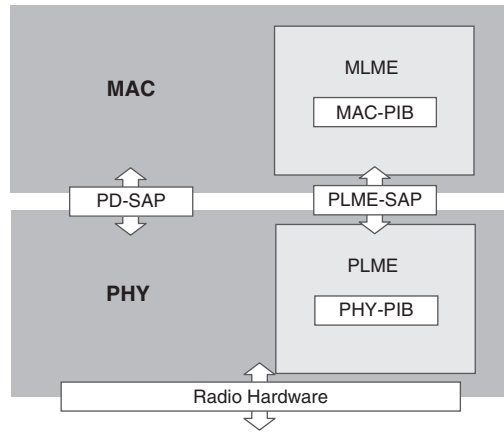 MLME
MAC
MAC-PIB
PD-SAP
PLME-SAP
PLME
PHY
PHY-PIB
Radio Hardware